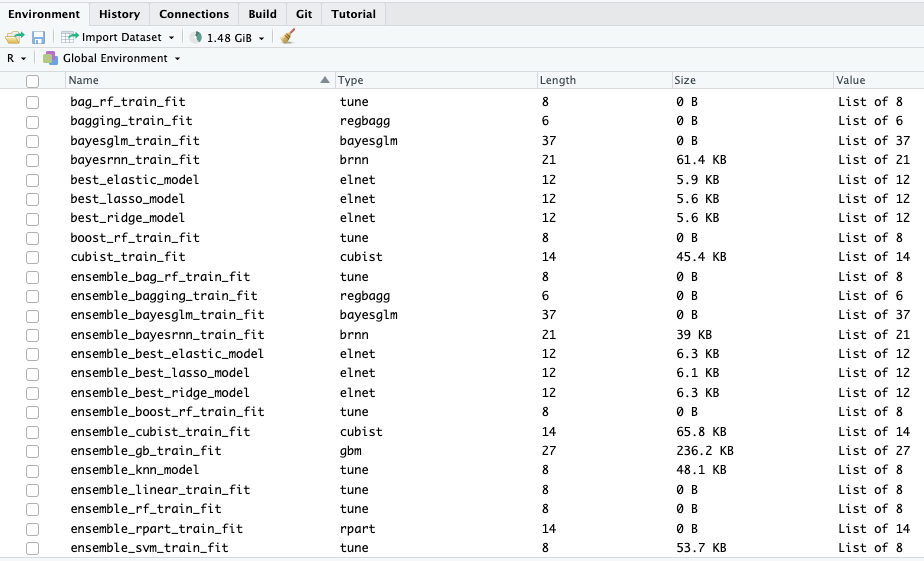 Environment History Connections Build Git Tutorial
Import Dataset 1.48 GiB
R Global Environment
Name Type Length Size Value
bag_rf_train_fit tune 8 0 B List of 8
bagging_train_fit regbagg 6 0 B List of 6
bayesglm_train_fit bayesglm 37 0 B List of 37
bayesrnn_train_fit brnn 21 61.4 KB List of 21
best_elastic_model elnet 12 5.9 KB List of 12
best_lasso_model elnet 12 5.6 KB List of 12
best_ridge_model elnet 12 5.6 KB List of 12
boost_rf_train_fit tune 8 0 B List of 8
cubist_train_fit cubist 14 45.4 KB List of 14
ensemble_bag_rf_train_fit tune 8 0 B List of 8
ensemble_bagging_train_fit regbagg 6 0 B List of 6
ensemble_bayesglm_train_fit bayesglm 37 0 B List of 37
ensemble_bayesrnn_train_fit brnn 21 39 KB List of 21
ensemble_best_elastic_model elnet 12 6.3 KB List of 12
ensemble_best_lasso_model elnet 12 6.1 KB List of 12
ensemble_best_ridge_model elnet 12 6.3 KB List of 12
ensemble_boost_rf_train_fit tune 8 0 B List of 8
ensemble_cubist_train_fit cubist 14 65.8 KB List of 14
ensemble_gb_train_fit gbm 27 236.2 KB List of 27
ensemble_knn_model tune 8 48.1 KB List of 8
ensemble_linear_train_fit tune 8 0 B List of 8
ensemble_rf_train_fit tune 8 0 B List of 8
ensemble_rpart_train_fit rpart 14 0 B List of 14
ensemble_svm_train_fit tune 8 53.7 KB List of 8